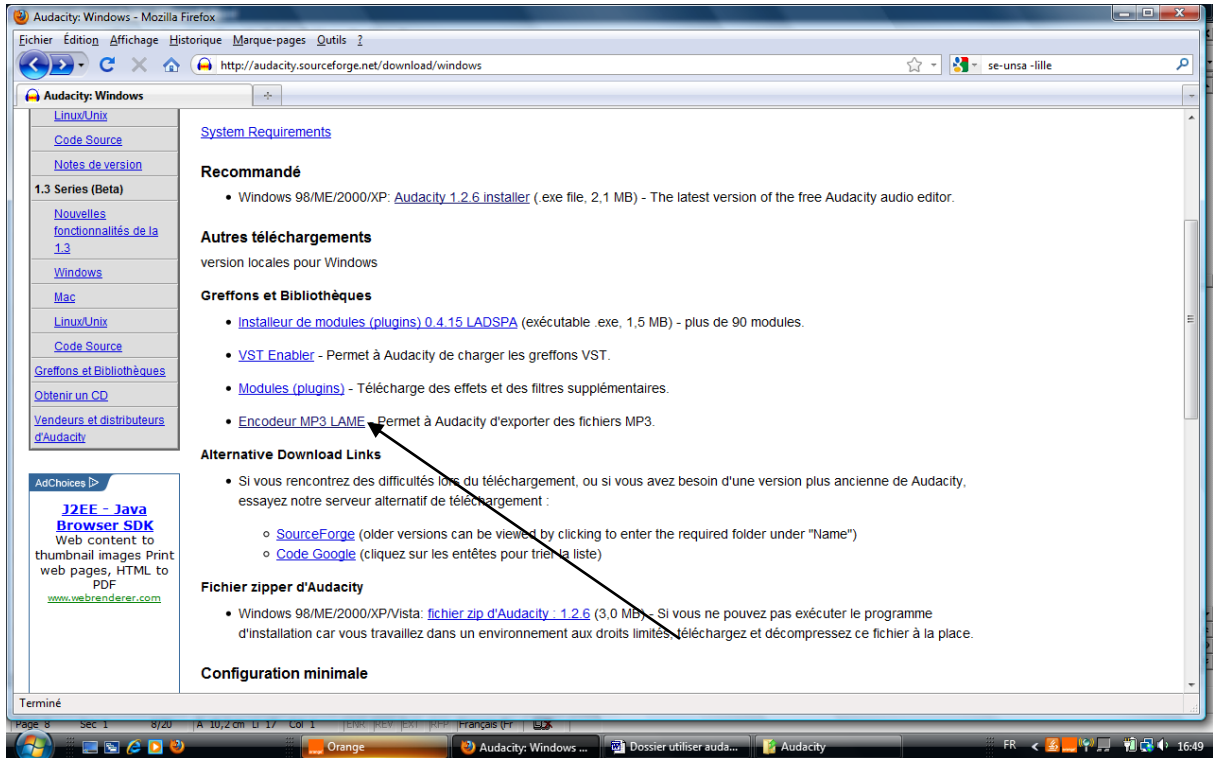 Audacity: Windows - Mozilla Firefox
Fichier Édition Affichage Historique Marque-pages Outils ?
http://audacity.sourceforge.net/download/windows
se-unsa -lille
Audacity: Windows
Linux/Unix
Code Source
Notes de version
1.3 Series (Beta)
Nouvelles
fonctionnalités de la
1.3
Windows
Mac
Linux/Unix
Code Source
Greffons et Bibliothèques
Obtenir un CD
Vendeurs et distributeurs
d'Audacity
AdChoices
J2EE - Java
Browser SDK
Web content to
thumbnail images Print
web pages, HTML to
PDF
www.webrenderer.com
System Requirements
Recommandé
• Windows 98/ME/2000/XP: Audacity 1.2.6 installer (.exe file, 2,1 MB) - The latest version of the free Audacity audio editor.
Autres téléchargements
version locales pour Windows
Greffons et Bibliothèques
• Installeur de modules (plugins) 0.4.15 LADSPA (exécutable .exe, 1,5 MB) - plus de 90 modules.
• VST Enabler - Permet à Audacity de charger les greffons VST.
• Modules (plugins) - Télécharge des effets et des filtres supplémentaires.
• Encodeur MP3 LAME - Permet à Audacity d'exporter des fichiers MP3.
Alternative Download Links
• Si vous rencontrez des difficultés lors du téléchargement, ou si vous avez besoin d'une version plus ancienne de Audacity,
essayez notre serveur alternatif de téléchargement :
○ SourceForge (older versions can be viewed by clicking to enter the required folder under "Name")
○ Code Google (cliquez sur les entêtes pour trier la liste)
Fichier zipper d'Audacity
• Windows 98/ME/2000/XP/Vista: fichier zip d'Audacity : 1.2.6 (3,0 MB) - Si vous ne pouvez pas exécuter le programme
d'installation car vous travaillez dans un environnement aux droits limités, téléchargez et décompressez ce fichier à la place.
Configuration minimale
Terminé
Page 8 Sec 1 8/20 À 10,2 cm Li 17 Col 1 ENR REV EXT RFP Français (Fr
Orange
Audacity: Windows ...
Dossier utiliser auda...
Audacity
FR
16:49